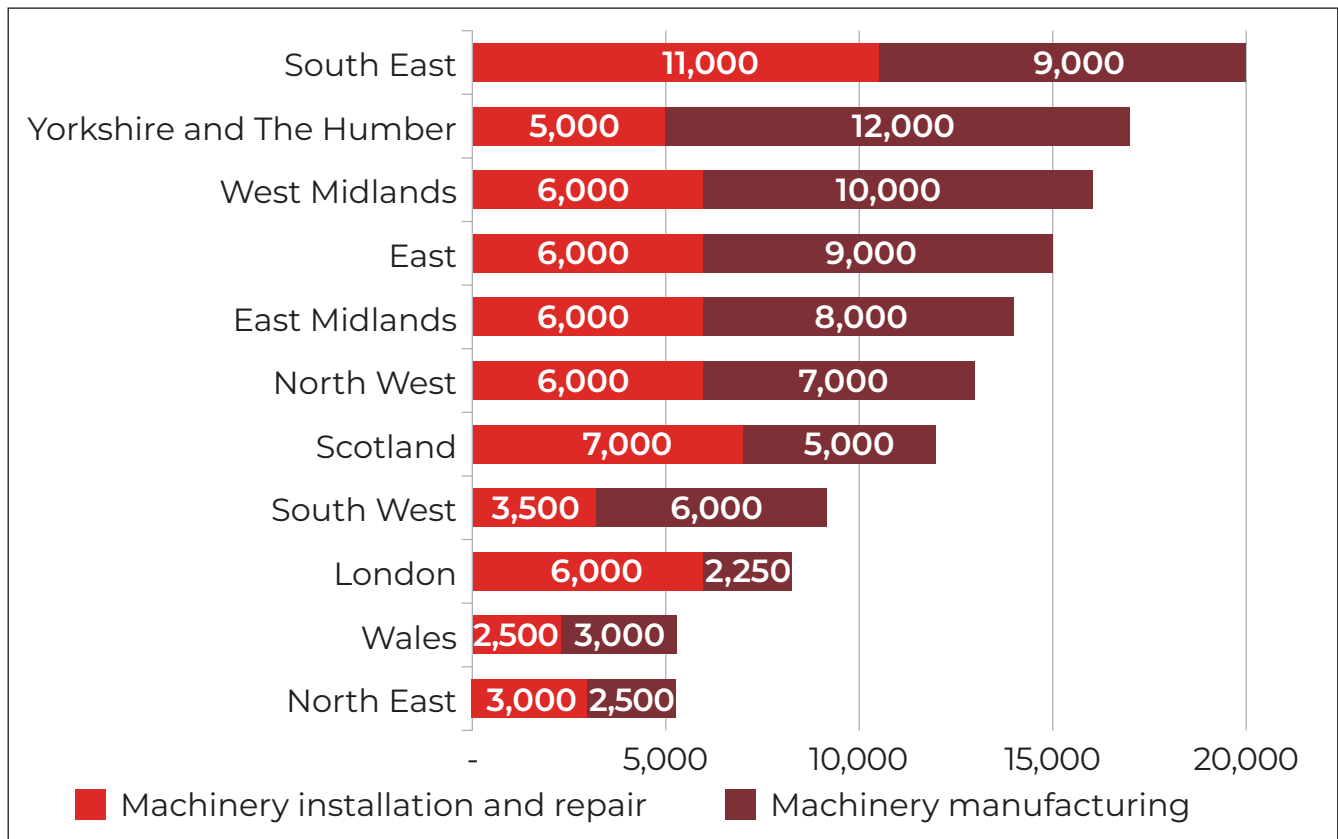 South East 11,000 9,000
Yorkshire and The Humber 5,000 12,000
West Midlands 6,000 10,000
East 6,000 9,000
East Midlands 6,000 8,000
North West 6,000 7,000
Scotland 7,000 5,000
South West 3,500 6,000
London 6,000 2,250
Wales 2,500 3,000
North East 3,000 2,500
- 5,000 10,000 15,000 20,000
Machinery installation and repair Machinery manufacturing